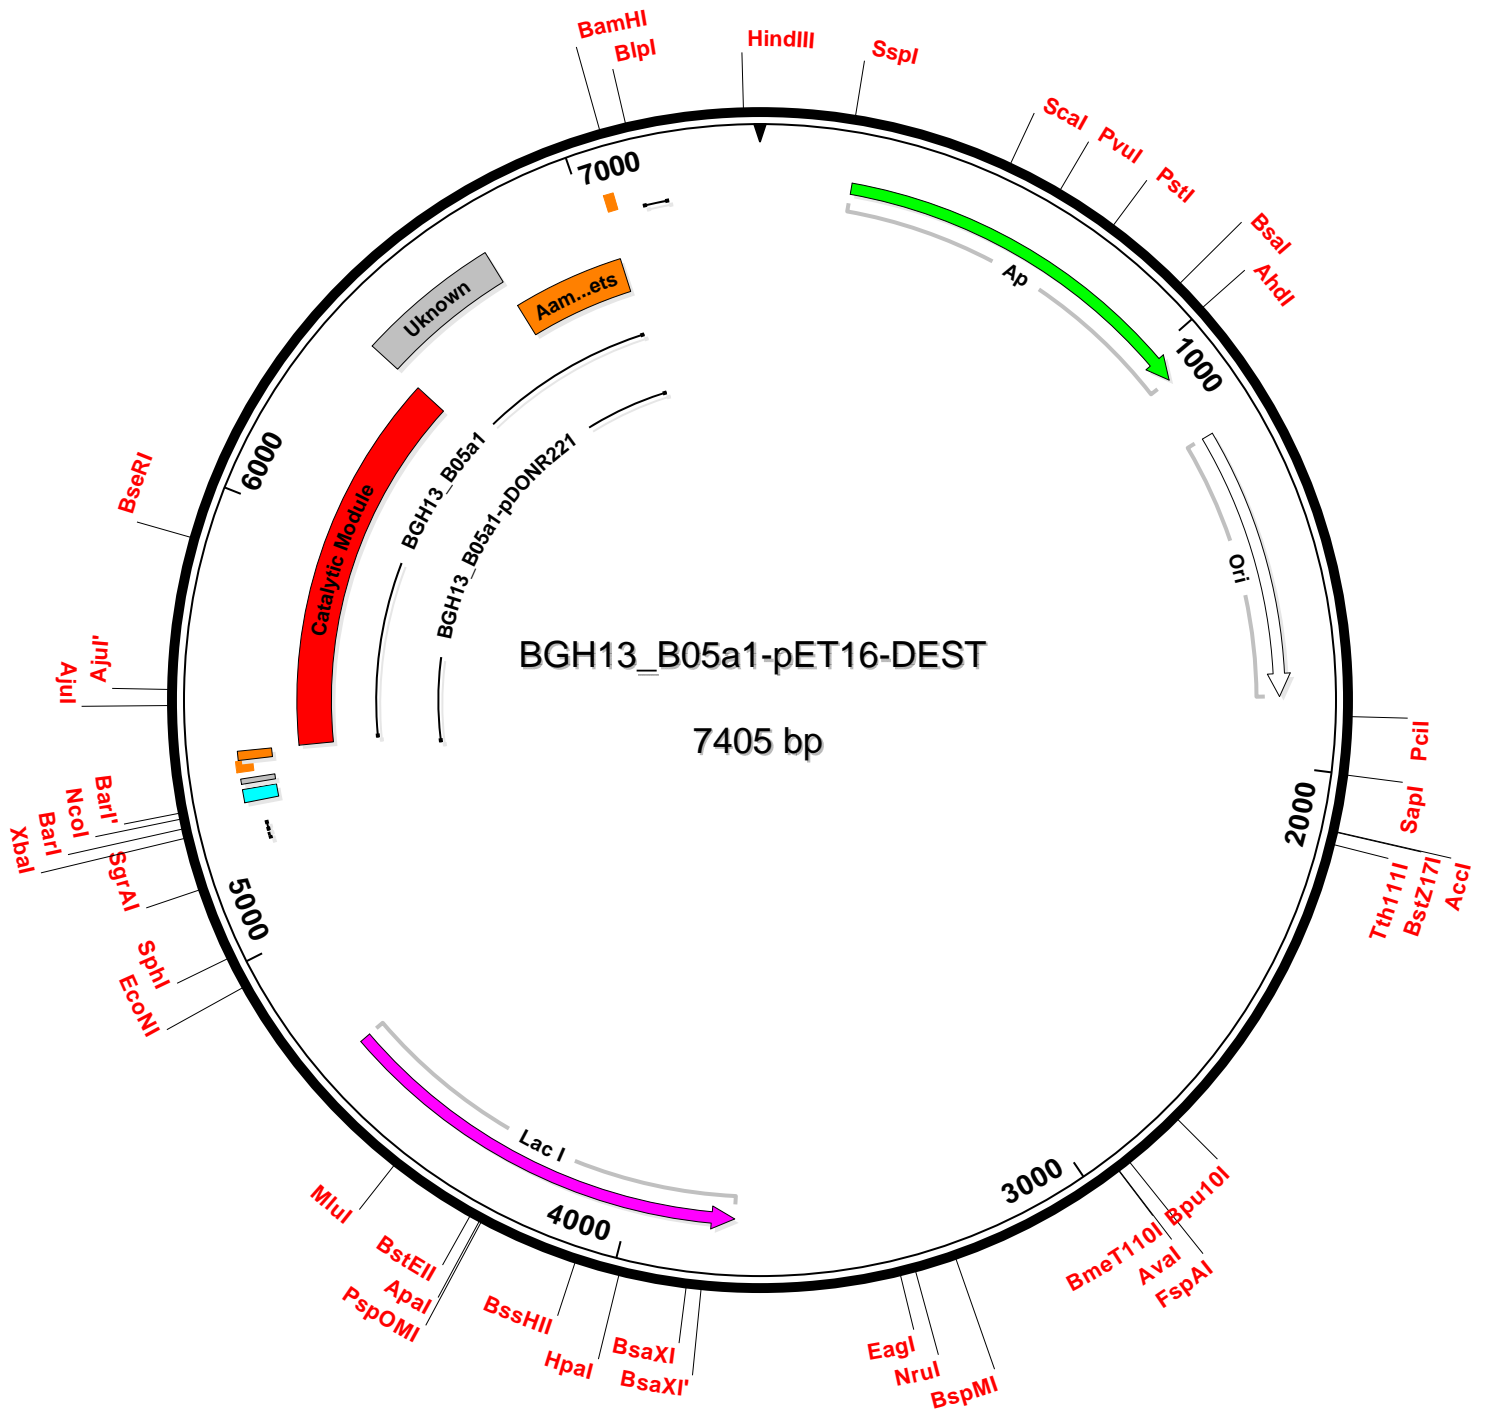 BamHI
BlpI
HindIII
SspI
ScaI
PvuI
PstI
BsaI
AhdI
7000
Uknown
Aam...ets
Ap
1000
6000
BseRI
BGH13_B05a1
BGH13_B05a1-pDONR221
Catalytic Module
Ori
BGH13_B05a1-pET16-DEST
7405 bp
AjuI'
AjuI
PciI
SapI
2000
BarI'
NcoI
BarI
XbaI
SgrAI
Tth111I
BstZ17I
AccI
5000
SphI
EcoNI
Lac I
3000
Bpu10I
BmeT110I
AvaI
FspAI
MluI
4000
BstEII
ApaI
PspOMI
BssHII
HpaI
BsaXI
BsaXI'
EagI
NruI
BspMI